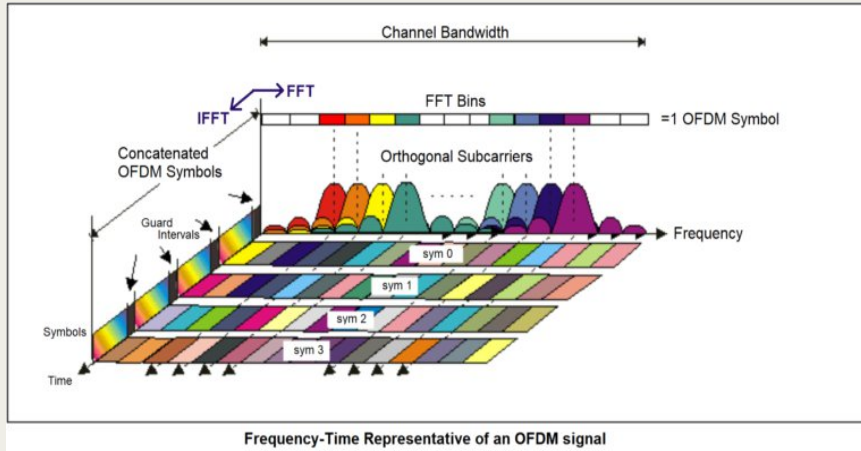 Channel Bandwidth
FFT
IFFT
FFT Bins
=1 OFDM Symbol
Concatenated
OFDM Symbols
Orthogonal Subcarriers
Guard
Intervals
Frequency
sym 0
sym 1
sym 2
sym 3
Symbols
Time
Frequency-Time Representative of an OFDM signal